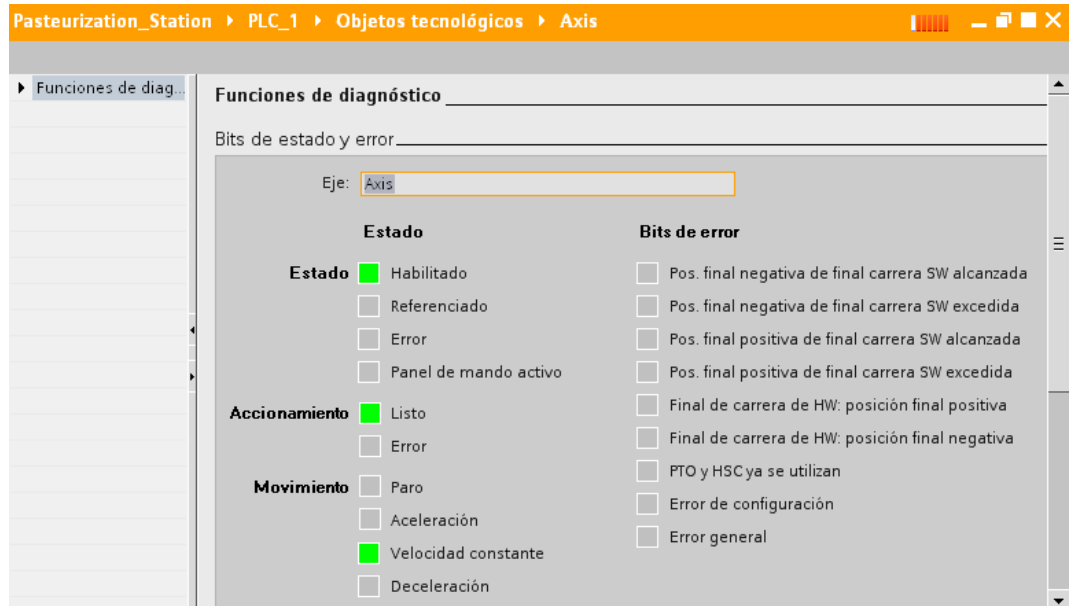 Pasteurization_Station ▸ PLC_1 ▸ Objetos tecnológicos ▸ Axis
Funciones de diag...
Funciones de diagnóstico
Bits de estado y error
Eje: Axis
Estado
Estado Habilitado
Referenciado
Error
Panel de mando activo
Accionamiento Listo
Error
Movimiento Paro
Aceleración
Velocidad constante
Deceleración
Bits de error
Pos. final negativa de final carrera SW alcanzada
Pos. final negativa de final carrera SW excedida
Pos. final positiva de final carrera SW alcanzada
Pos. final positiva de final carrera SW excedida
Final de carrera de HW: posición final positiva
Final de carrera de HW: posición final negativa
PTO y HSC ya se utilizan
Error de configuración
Error general